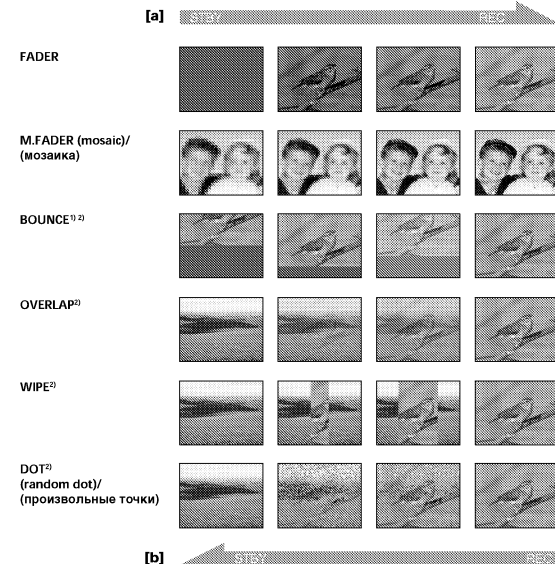 [a] STBY REC
FADER
M.FADER (mosaic)/
(мозаика)
BOUNCE¹⁾ ²⁾
OVERLAP²⁾
WIPE²⁾
DOT²⁾
(random dot)/
(произвольные точки)
[b] STBY REC